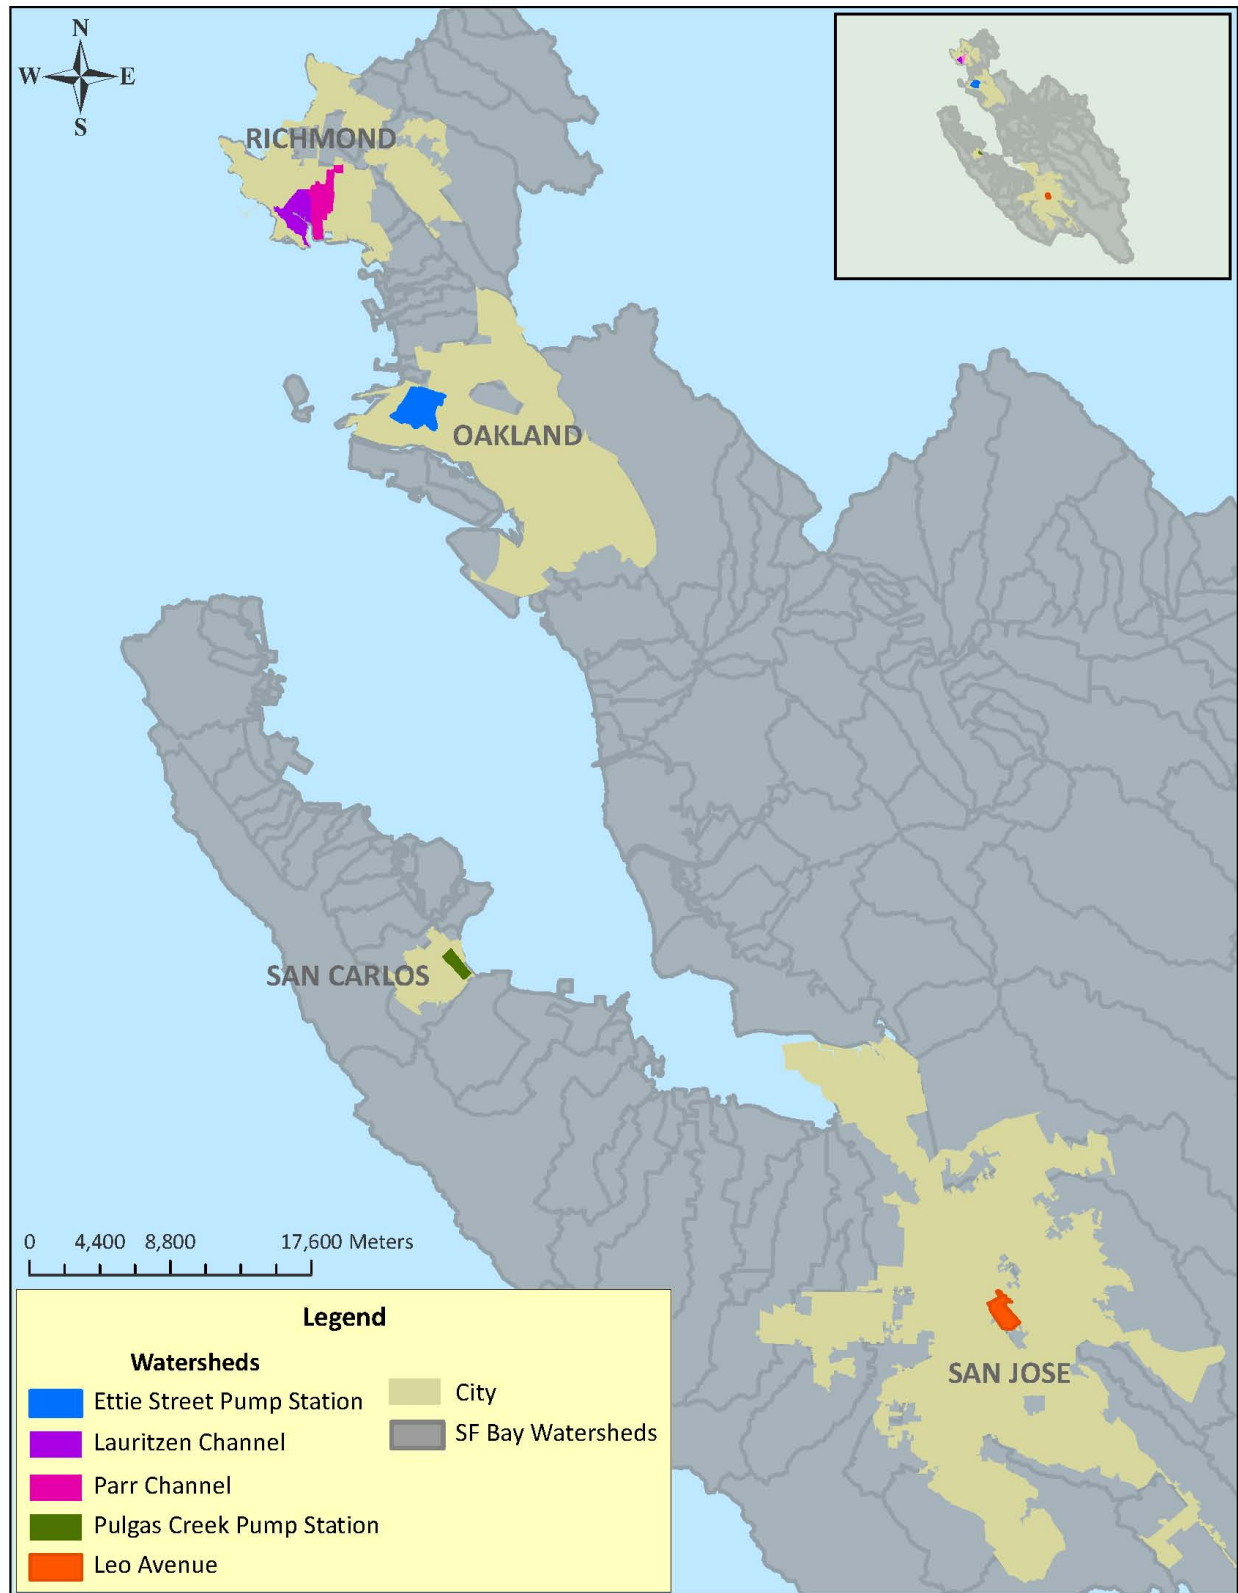 N
W E
S
RICHMOND
OAKLAND
SAN CARLOS
SAN JOSE
0 4,400 8,800 17,600 Meters
Legend
Watersheds
Ettie Street Pump Station
Lauritzen Channel
Parr Channel
Pulgas Creek Pump Station
Leo Avenue
City
SF Bay Watersheds